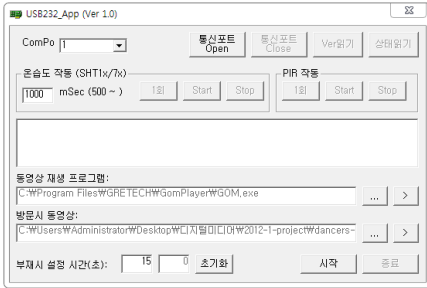 USB232_App (Ver 1.0)
ComPo 1 통신포트 Open 통신포트 Close Ver읽기 상태읽기
온습도 작동 (SHT1x/7x) PIR 작동
1000 mSec (500 ~ ) 1회 Start Stop 1회 Start Stop
동영상 재생 프로그램:
C:₩Program Files₩GRETECH₩GomPlayer₩GOM.exe ... >
방문시 동영상:
C:₩Users₩Administrator₩Desktop₩디지털미디어₩2012-1-project₩dancers- ... >
부재시 설정 시간(초): 15 0 초기화 시작 종료